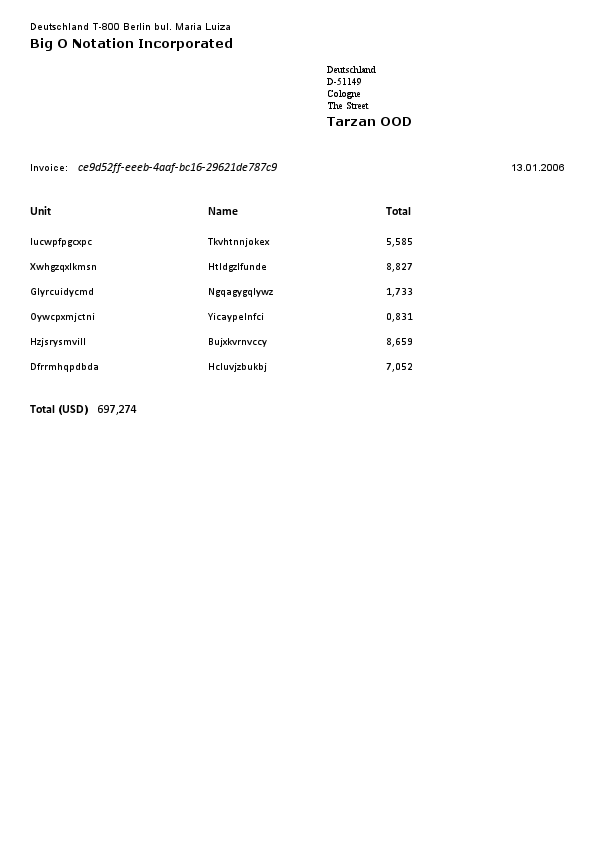 Deutschland T-800 Berlin bul. Maria Luiza
Big O Notation Incorporated
Deutschland
D-51149
Cologne
The Street
Tarzan OOD
Invoice: ce9d52ff-eeeb-4aaf-bc16-29621de787c9 13.01.2006
Unit Name Total
Iucwpfpgcxpc Tkvhtnnjokex 5,585
Xwhgzqxlkmsn Htldgzlfunde 8,827
Glyrcuidycmd Ngqagygqlywz 1,733
Oywcpxmjctni Yicaypelnfci 0,831
Hzjsrysmvill Bujxkvrnvccy 8,659
Dfrrmhqpdbda Hcluvjzbukbj 7,052
Total (USD) 697,274